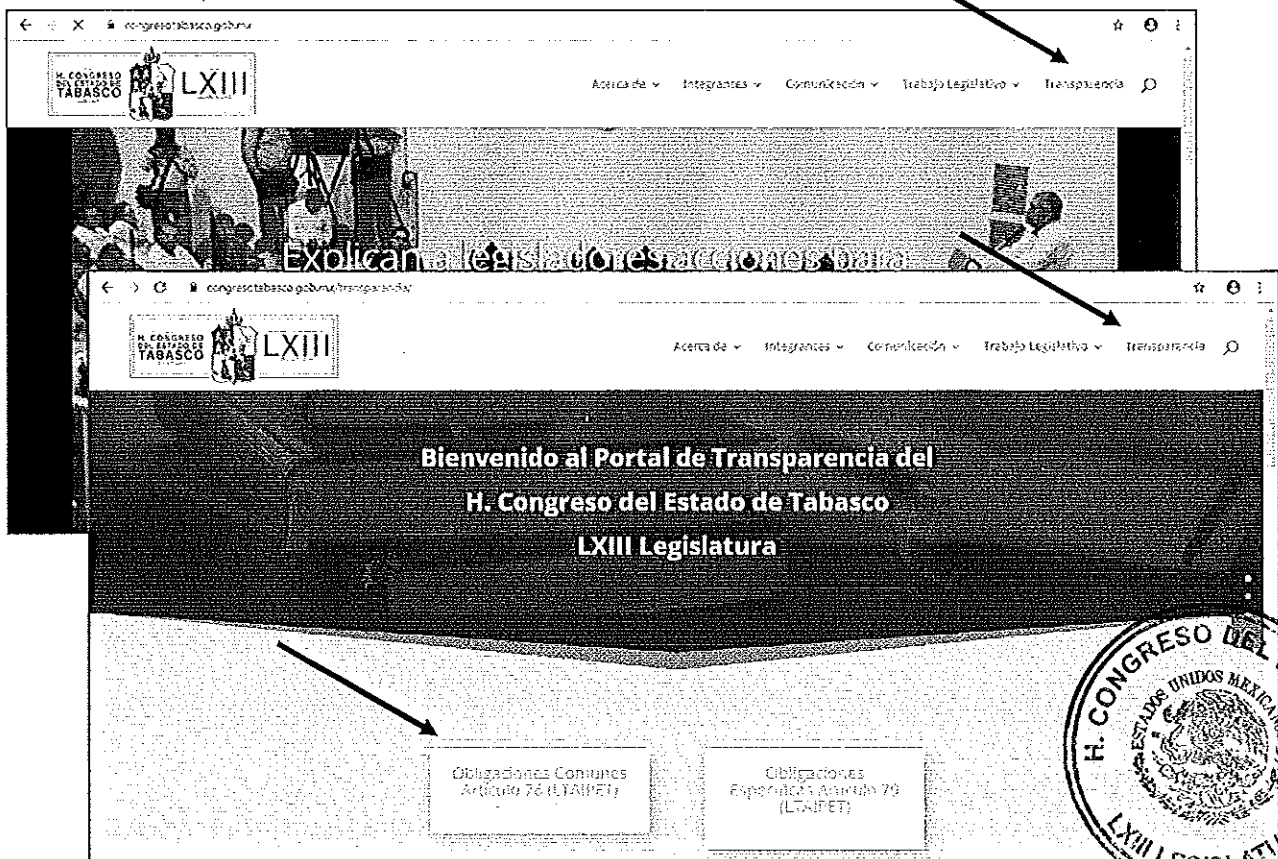 congresotabasco.gob.mx
H. CONGRESO
DEL ESTADO DE
TABASCO
LXIII
Acerca de
Integrantes
Comunicación
Trabajo Legislativo
Transparencia
Explican a legisladores acciones para
congresotabasco.gob.mx/transparencia/
H. CONGRESO
DEL ESTADO DE
TABASCO
LXIII
Acerca de
Integrantes
Comunicación
Trabajo Legislativo
Transparencia
Bienvenido al Portal de Transparencia del
H. Congreso del Estado de Tabasco
LXIII Legislatura
Obligaciones Comunes
Artículo 76 (LTAIPET)
Obligaciones
Específicas Artículo 79
(LTAIPET)
H. CONGRESO DEL
ESTADOS UNIDOS
LXIII